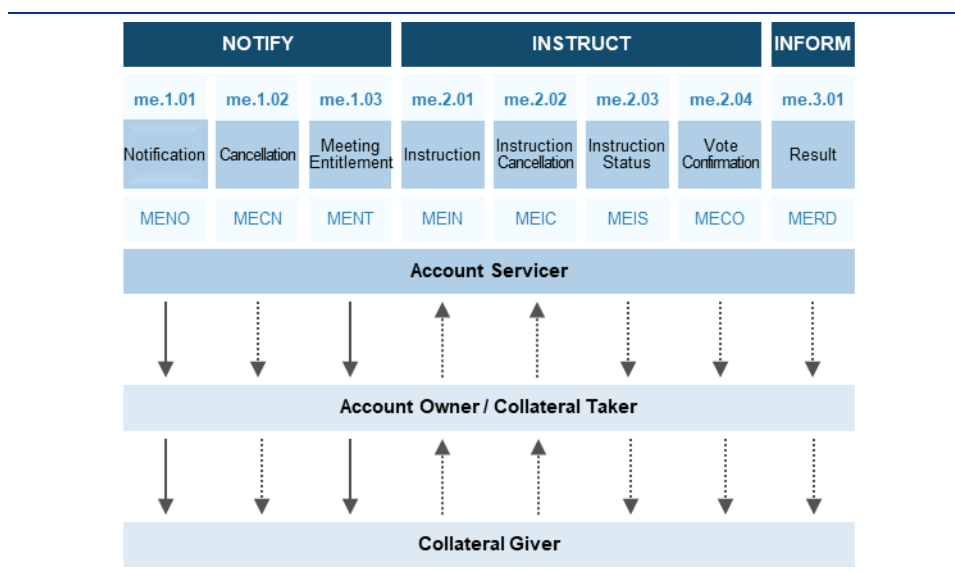 NOTIFY INSTRUCT INFORM
me.1.01 me.1.02 me.1.03 me.2.01 me.2.02 me.2.03 me.2.04 me.3.01
Notification Cancellation Meeting Entitlement Instruction Instruction Cancellation Instruction Status Vote Confirmation Result
MENO MECN MENT MEIN MEIC MEIS MECO MERD
Account Servicer
Account Owner / Collateral Taker
Collateral Giver